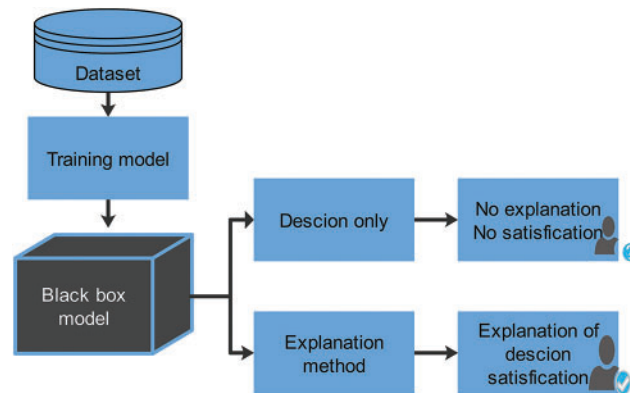 Dataset
Training model
Black box
model
Descion only
No explanation
No satisfication
Explanation
method
Explanation of
descion
satisfication